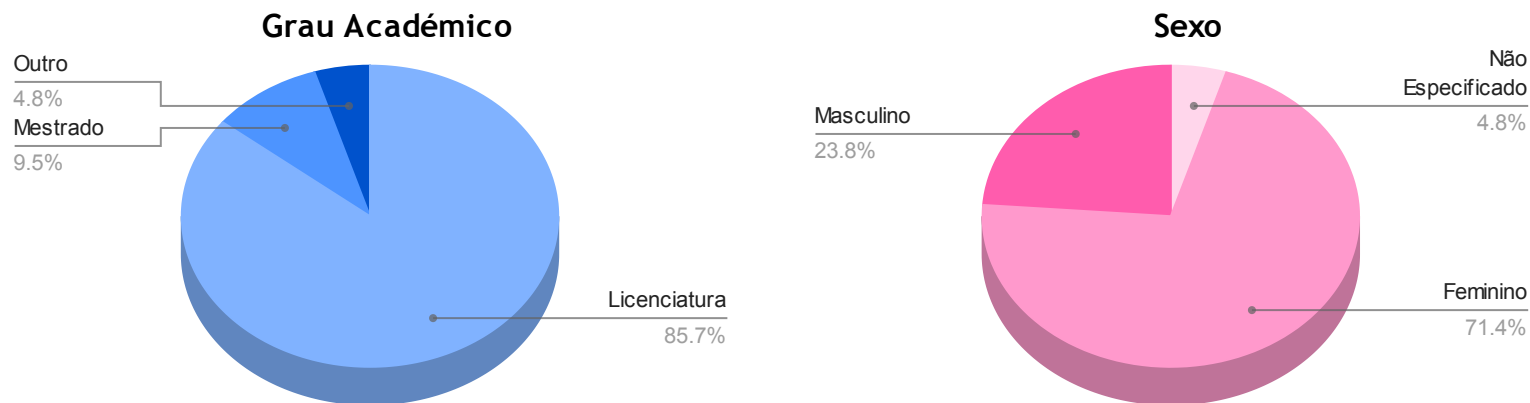 Grau Académico
Outro
4.8%
Mestrado
9.5%
Licenciatura
85.7%
Sexo
Não
Especificado
4.8%
Masculino
23.8%
Feminino
71.4%